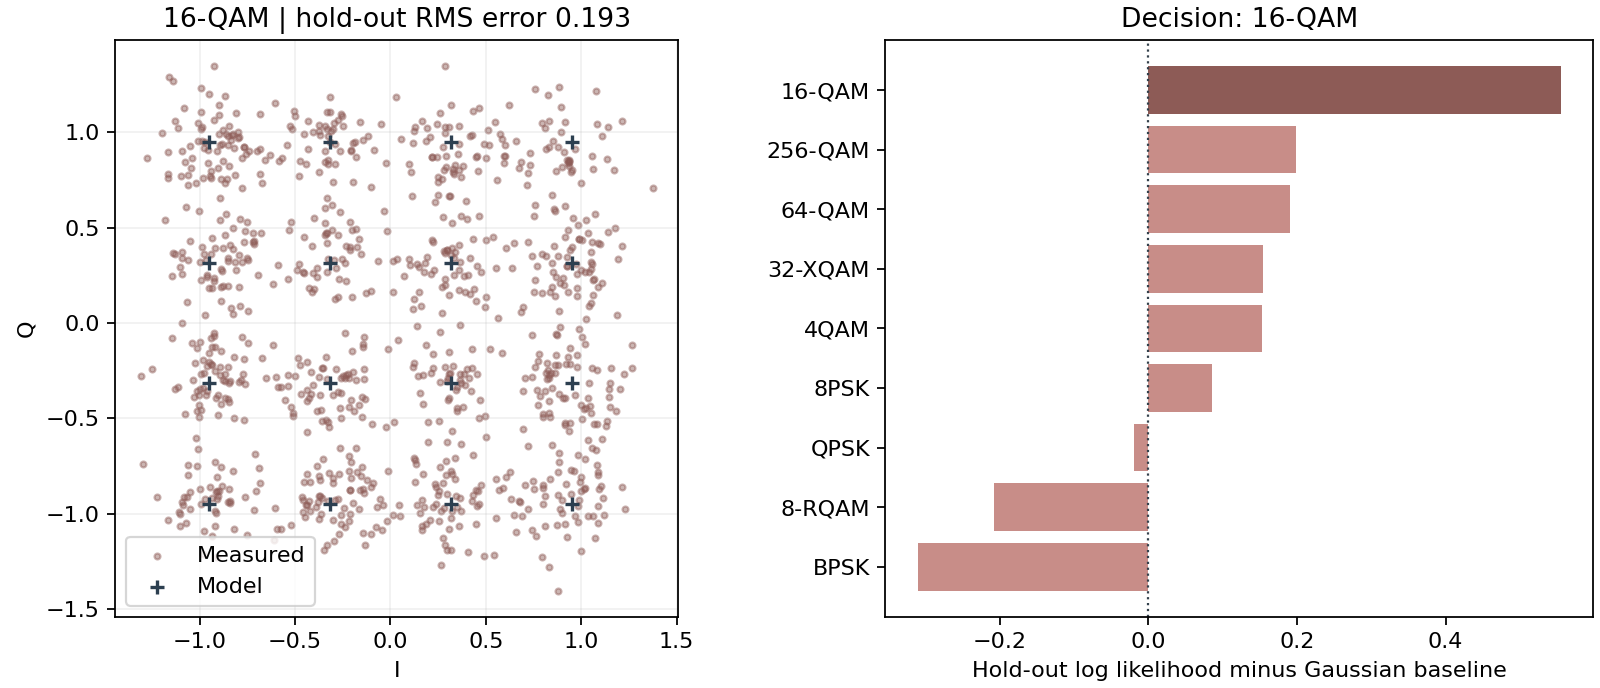 16-QAM | hold-out RMS error 0.193
1.0
0.5
0.0
−0.5
−1.0
−1.5
Q
Measured
Model
−1.0
−0.5
0.0
0.5
1.0
1.5
I
Decision: 16-QAM
16-QAM
256-QAM
64-QAM
32-XQAM
4QAM
8PSK
QPSK
8-RQAM
BPSK
−0.2
0.0
0.2
0.4
Hold-out log likelihood minus Gaussian baseline